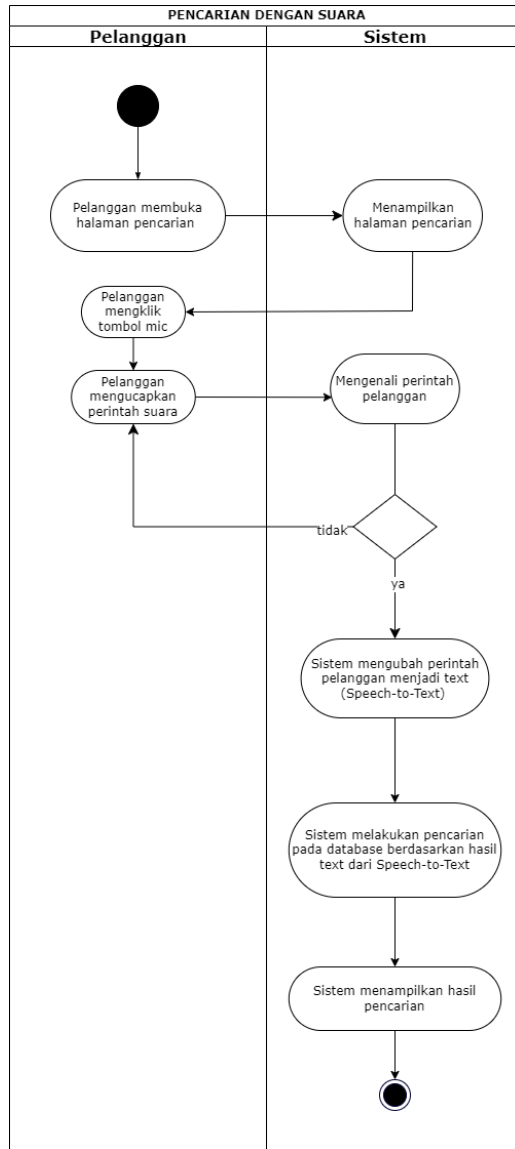 PENCARIAN DENGAN SUARA
Pelanggan
Sistem
Pelanggan membuka
halaman pencarian
Menampilkan
halaman pencarian
Pelanggan
mengklik
tombol mic
Pelanggan
mengucapkan
perintah suara
Mengenali perintah
pelanggan
tidak
ya
Sistem mengubah perintah
pelanggan menjadi text
(Speech-to-Text)
Sistem melakukan pencarian
pada database berdasarkan hasil
text dari Speech-to-Text
Sistem menampilkan hasil
pencarian